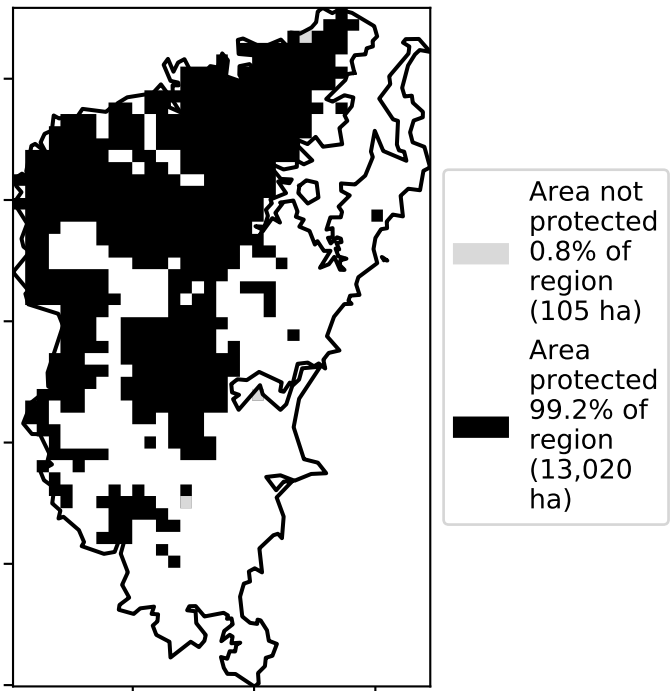 Area not
protected
0.8% of
region
(105 ha)
Area
protected
99.2% of
region
(13,020
ha)